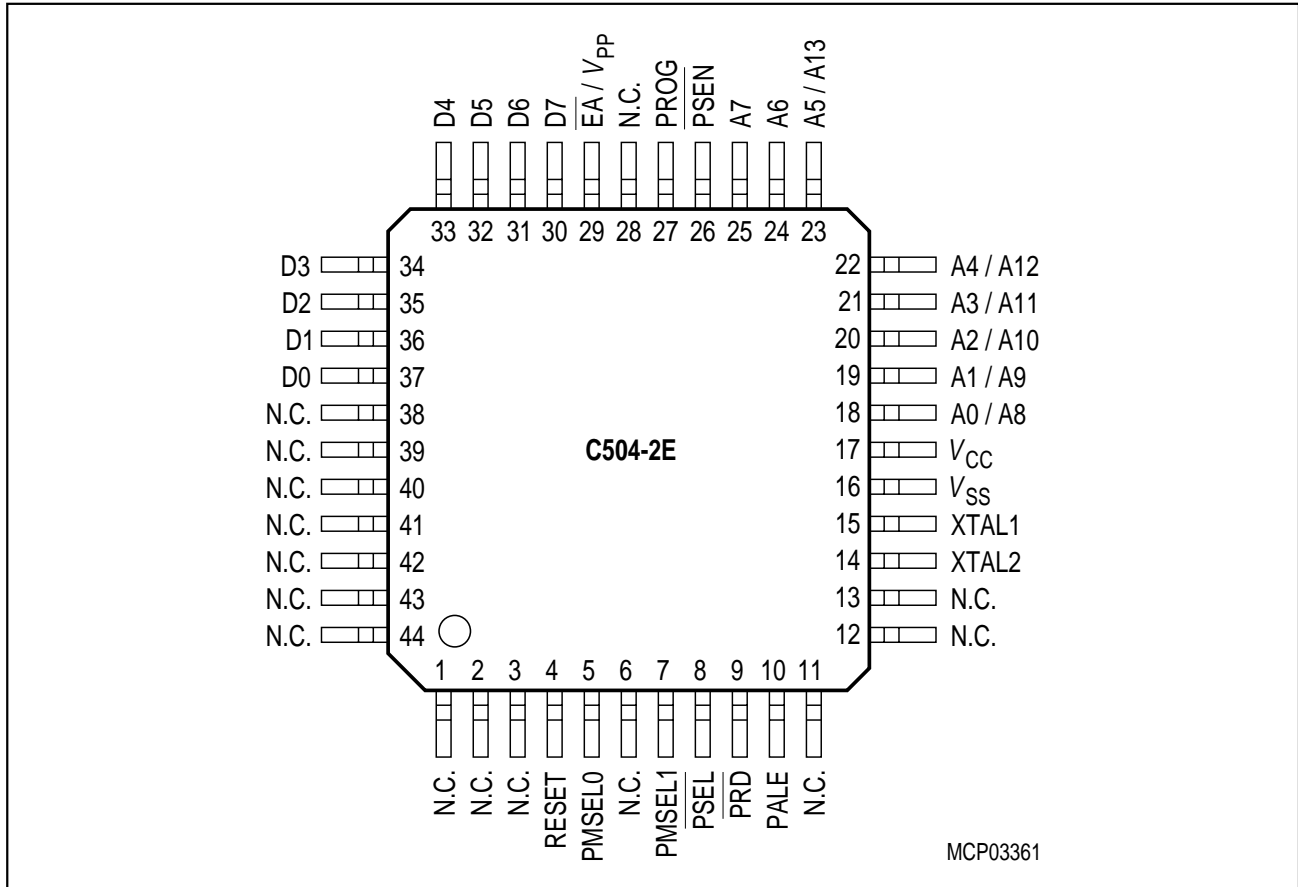 D4
D5
D6
D7
EA / VPP
N.C.
PROG
PSEN
A7
A6
A5 / A13
33 32 31 30 29 28 27 26 25 24 23
D3 34
D2 35
D1 36
D0 37
N.C. 38
N.C. 39
N.C. 40
N.C. 41
N.C. 42
N.C. 43
N.C. 44
C504-2E
22 A4 / A12
21 A3 / A11
20 A2 / A10
19 A1 / A9
18 A0 / A8
17 VCC
16 VSS
15 XTAL1
14 XTAL2
13 N.C.
12 N.C.
1 2 3 4 5 6 7 8 9 10 11
N.C.
N.C.
N.C.
RESET
PMSEL0
N.C.
PMSEL1
PSEL
PRD
PALE
N.C.
MCP03361